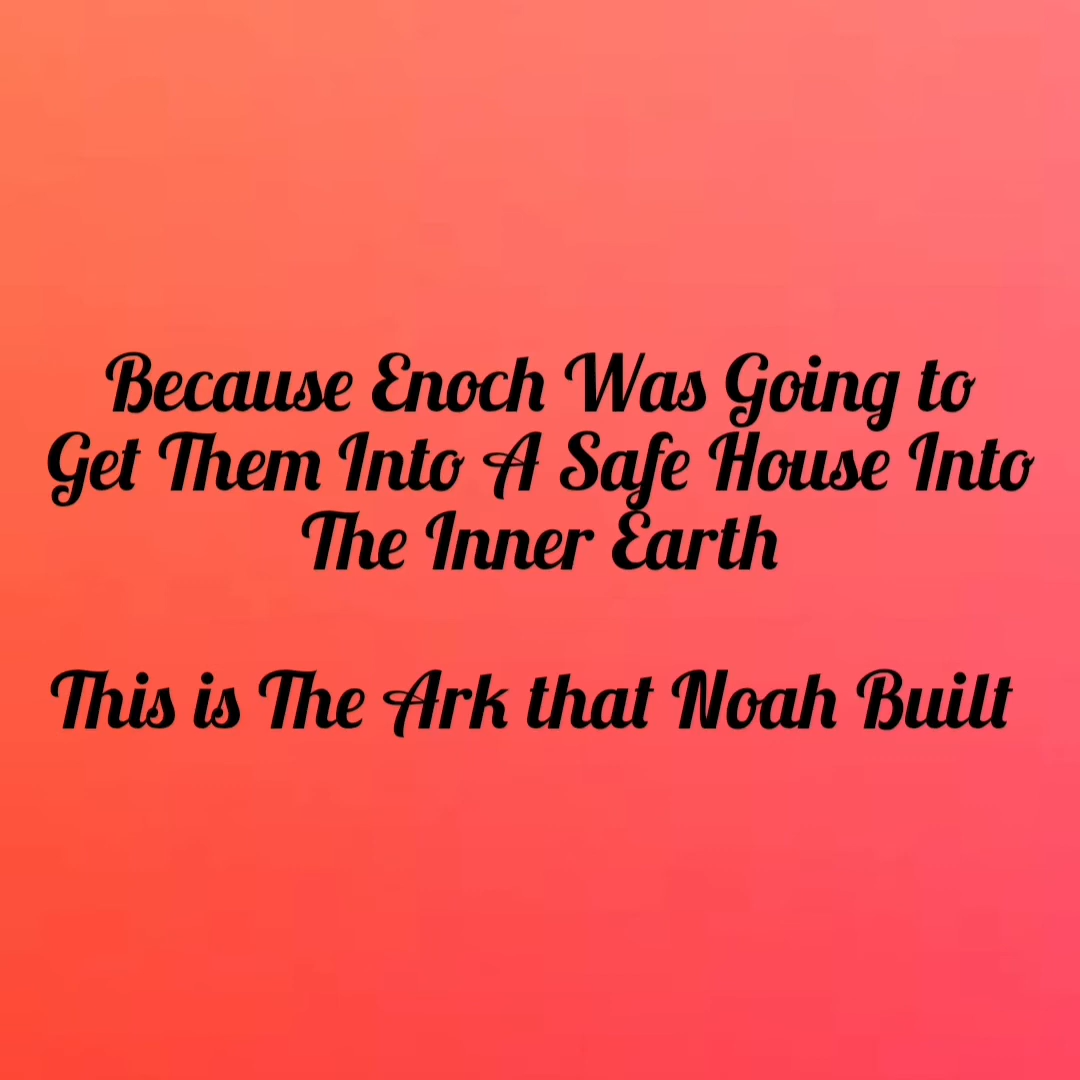 Because Enoch Was Going to
Get Them Into A Safe House Into
The Inner Earth
This is The Ark that Noah Built